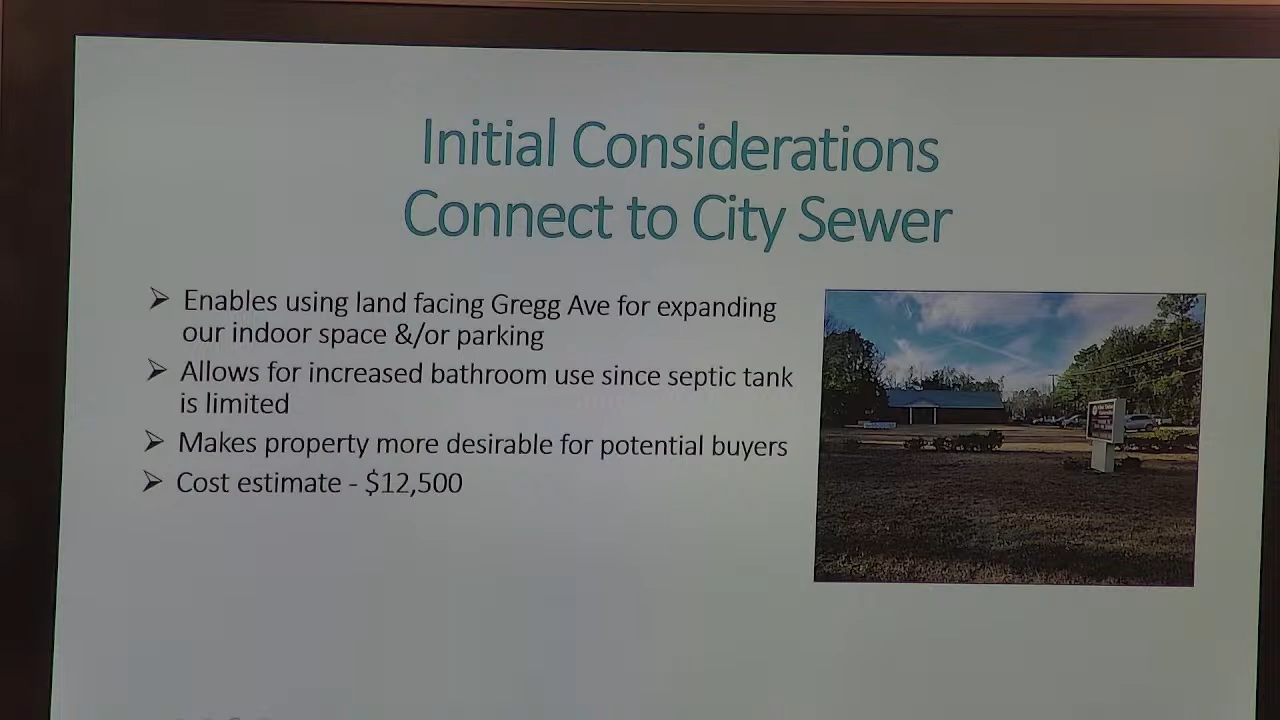 Initial Considerations
Connect to City Sewer
➢ Enables using land facing Gregg Ave for expanding
our indoor space &/or parking
➢ Allows for increased bathroom use since septic tank
is limited
➢ Makes property more desirable for potential buyers
➢ Cost estimate - $12,500